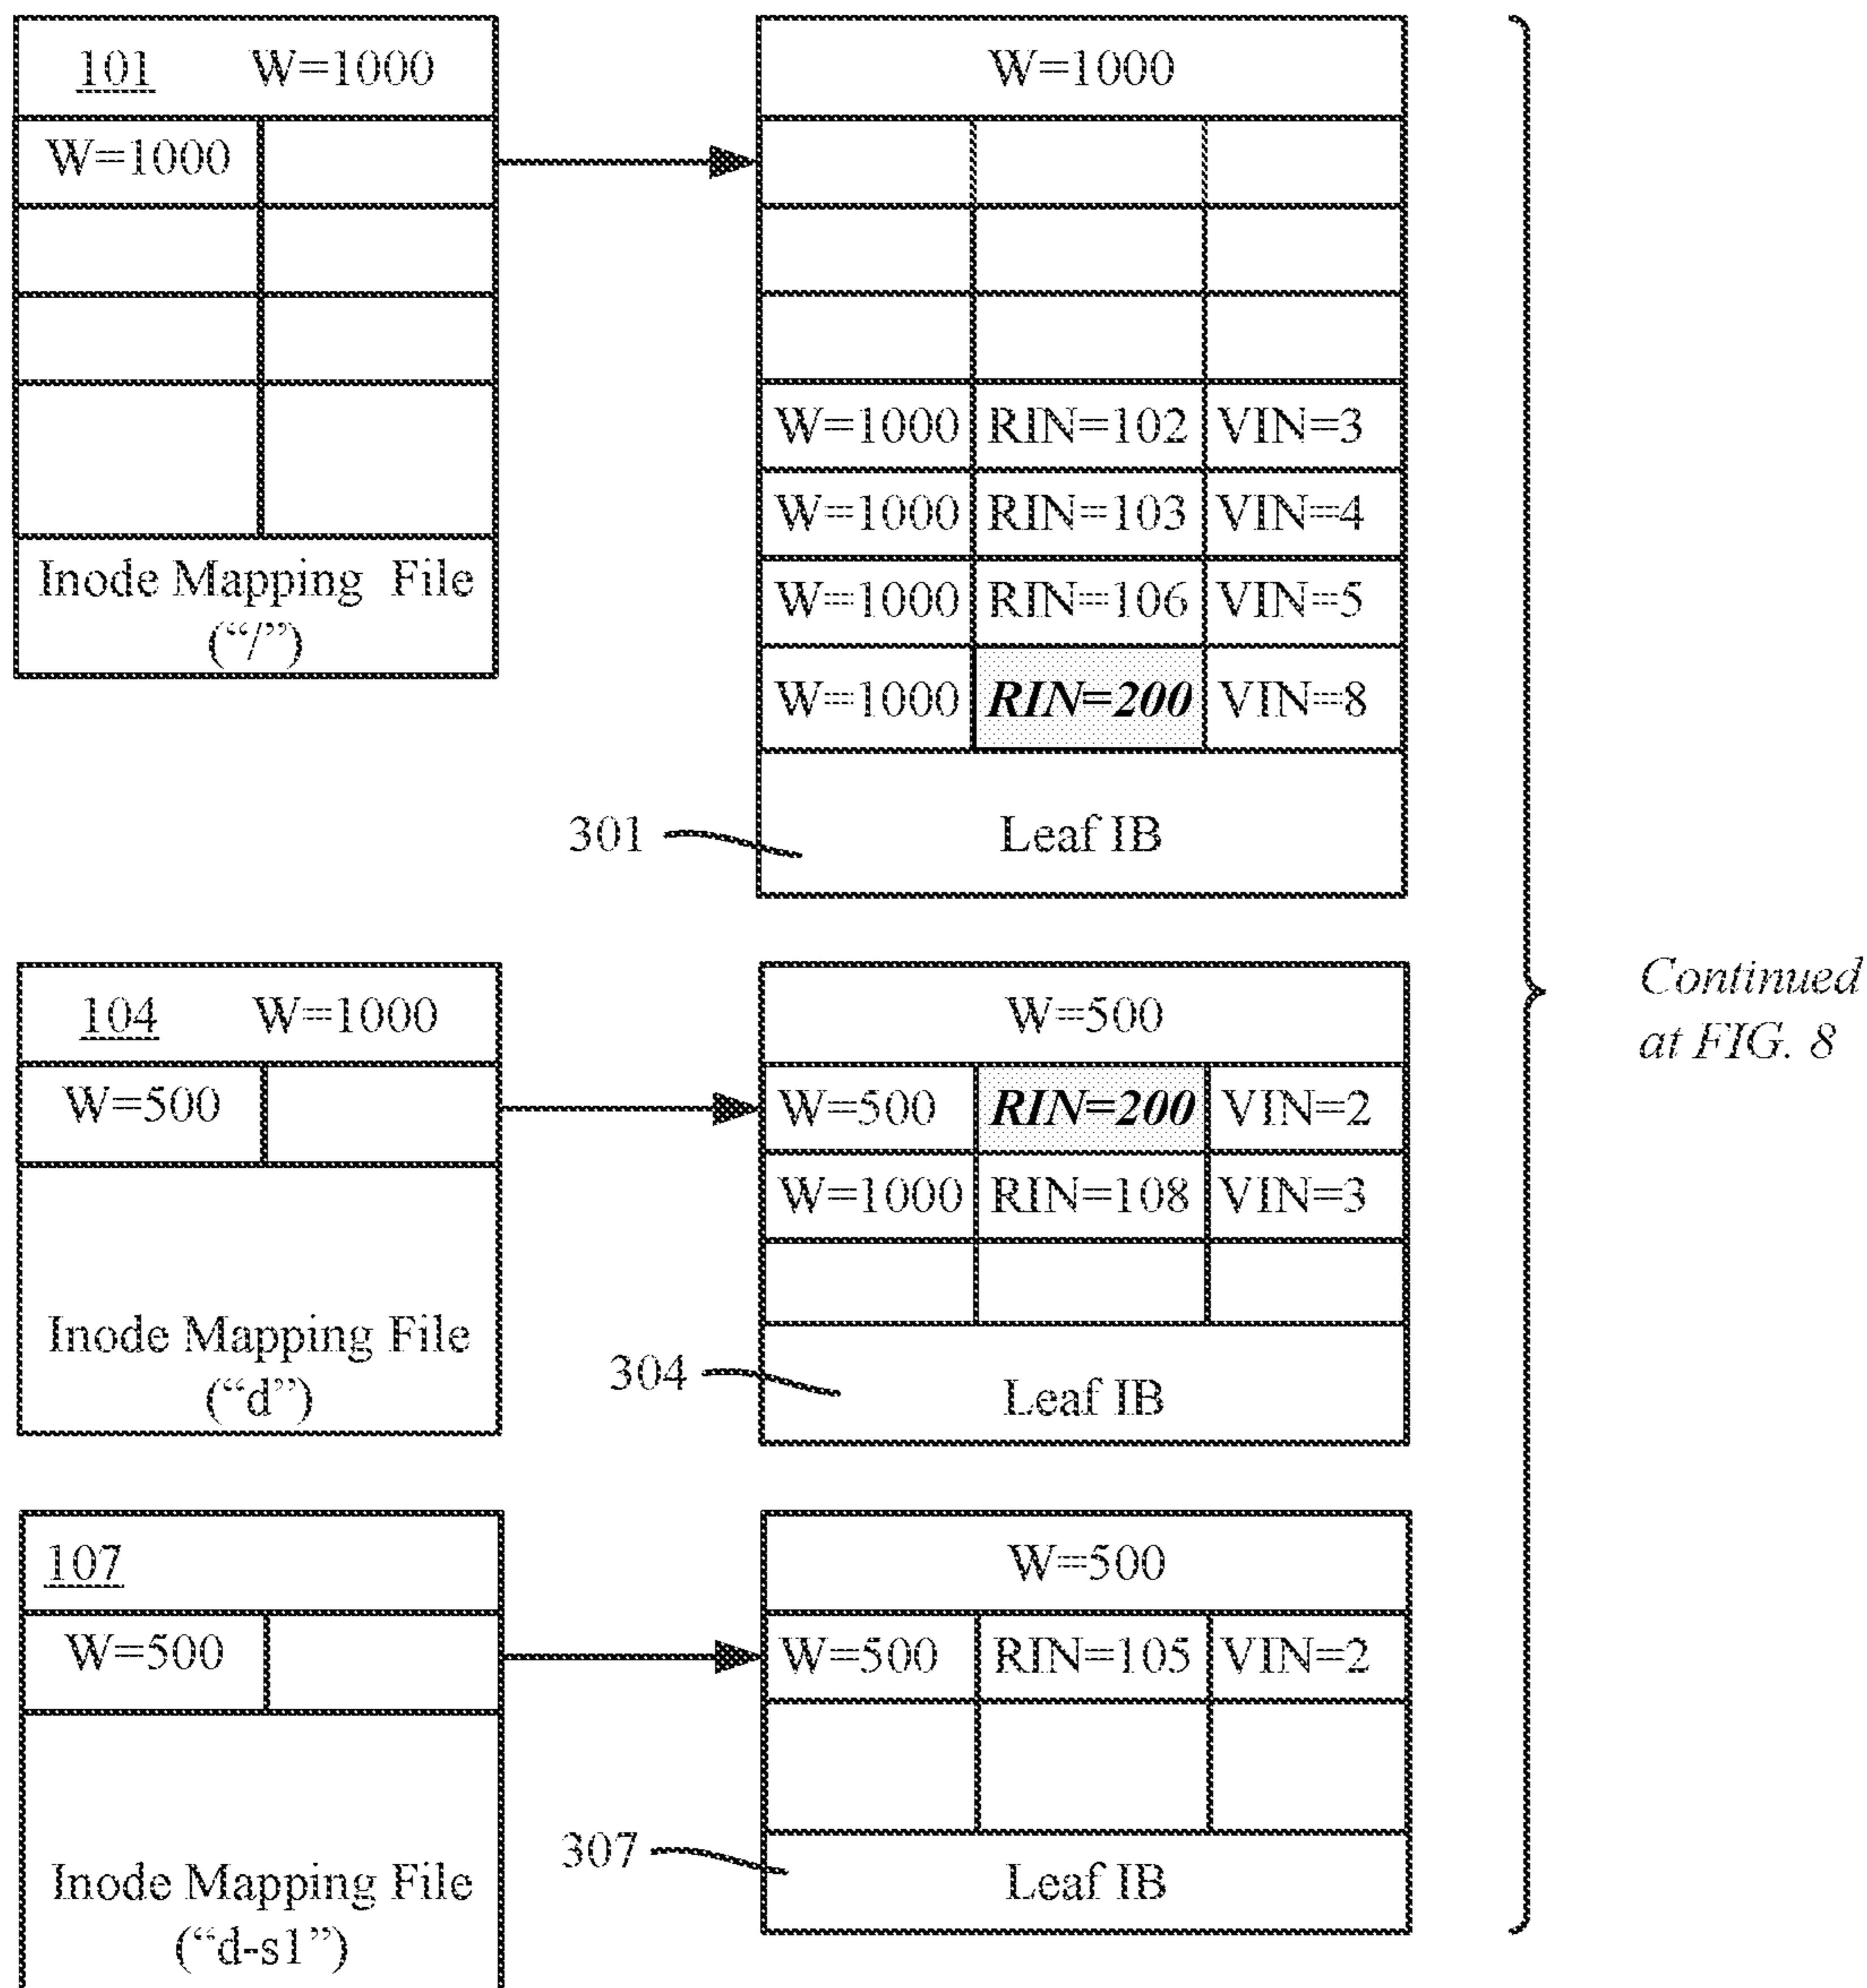 101 W=1000
W=1000
Inode Mapping File
(“/”)
W=1000
W=1000 RIN=102 VIN=3
W=1000 RIN=103 VIN=4
W=1000 RIN=106 VIN=5
W=1000 RIN=200 VIN=8
301
Leaf IB
104 W=1000
W=500
Inode Mapping File
(“d”)
W=500
W=500 RIN=200 VIN=2
W=1000 RIN=108 VIN=3
304
Leaf IB
107
W=500
Inode Mapping File
(“d-s1”)
W=500
W=500 RIN=105 VIN=2
307
Leaf IB
Continued
at FIG. 8